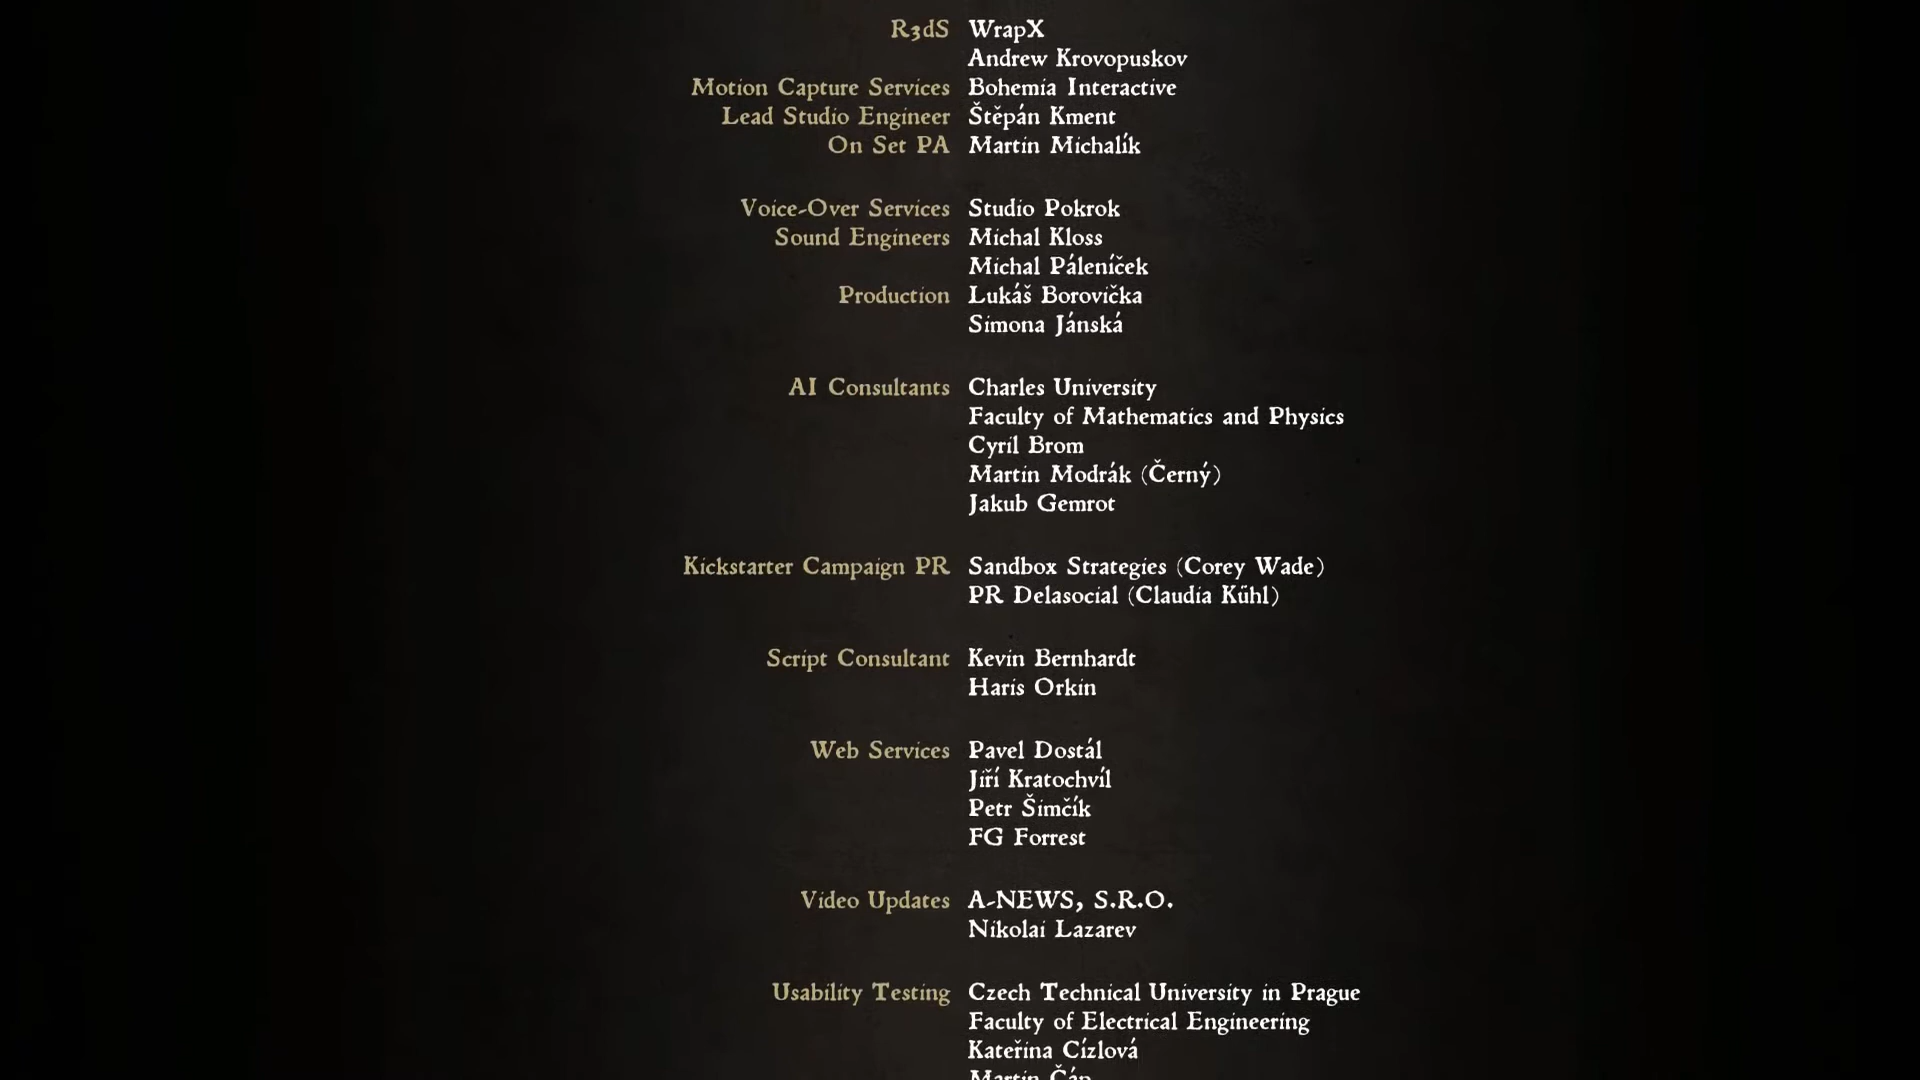 R3dS WrapX
Andrew Krovopuskov
Motion Capture Services Bohemia Interactive
Lead Studio Engineer Štěpán Kment
On Set PA Martin Michalík
Voice-Over Services Studio Pokrok
Sound Engineers Michal Kloss
Michal Páleníček
Production Lukáš Borovička
Simona Jánská
AI Consultants Charles University
Faculty of Mathematics and Physics
Cyril Brom
Martin Modrák (Černý)
Jakub Gemrot
Kickstarter Campaign PR Sandbox Strategies (Corey Wade)
PR Delasocial (Claudia Kühl)
Script Consultant Kevin Bernhardt
Haris Orkin
Web Services Pavel Dostál
Jiří Kratochvíl
Petr Šimčík
FG Forrest
Video Updates A-NEWS, S.R.O.
Nikolai Lazarev
Usability Testing Czech Technical University in Prague
Faculty of Electrical Engineering
Kateřina Cízlová
Martin Čáp